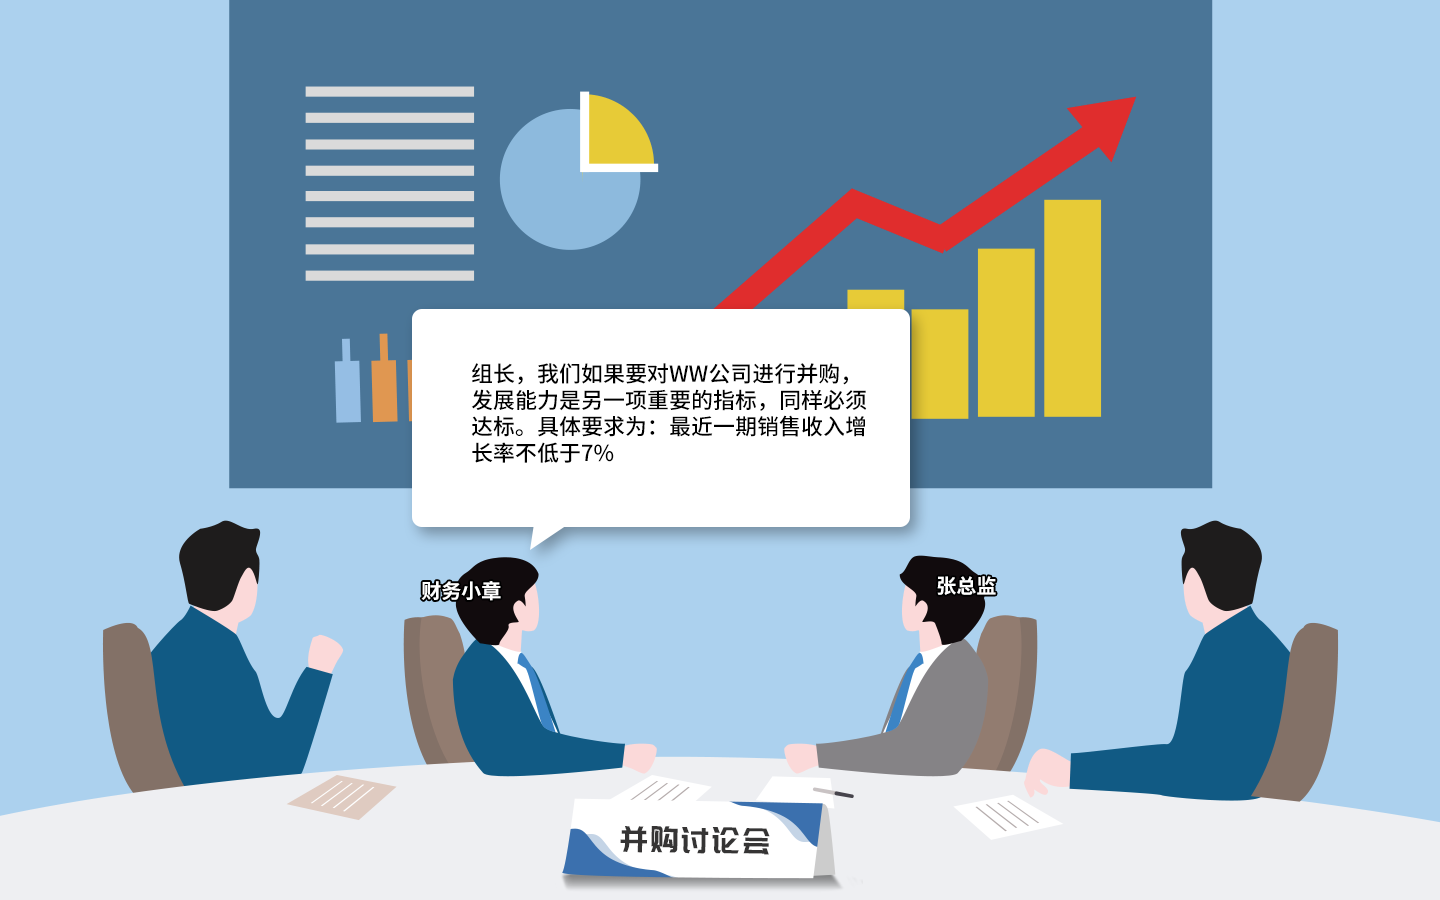 组长，我们如果要对WW公司进行并购，
发展能力是另一项重要的指标，同样必须
达标。具体要求为：最近一期销售收入增
长率不低于7%
财务小章
张总监
并购讨论会